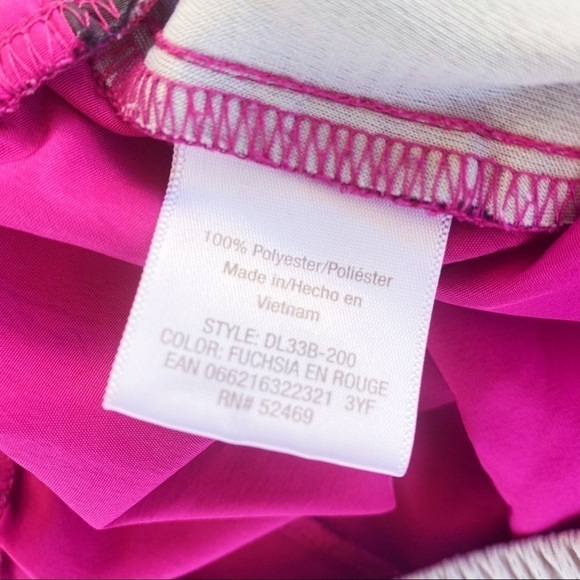 100% Polyester/Poliéster
Made in/Hecho en
Vietnam
STYLE: DL33B-200
COLOR: FUCHSIA EN ROUGE
EAN 066216322321 3YF
RN# 52469